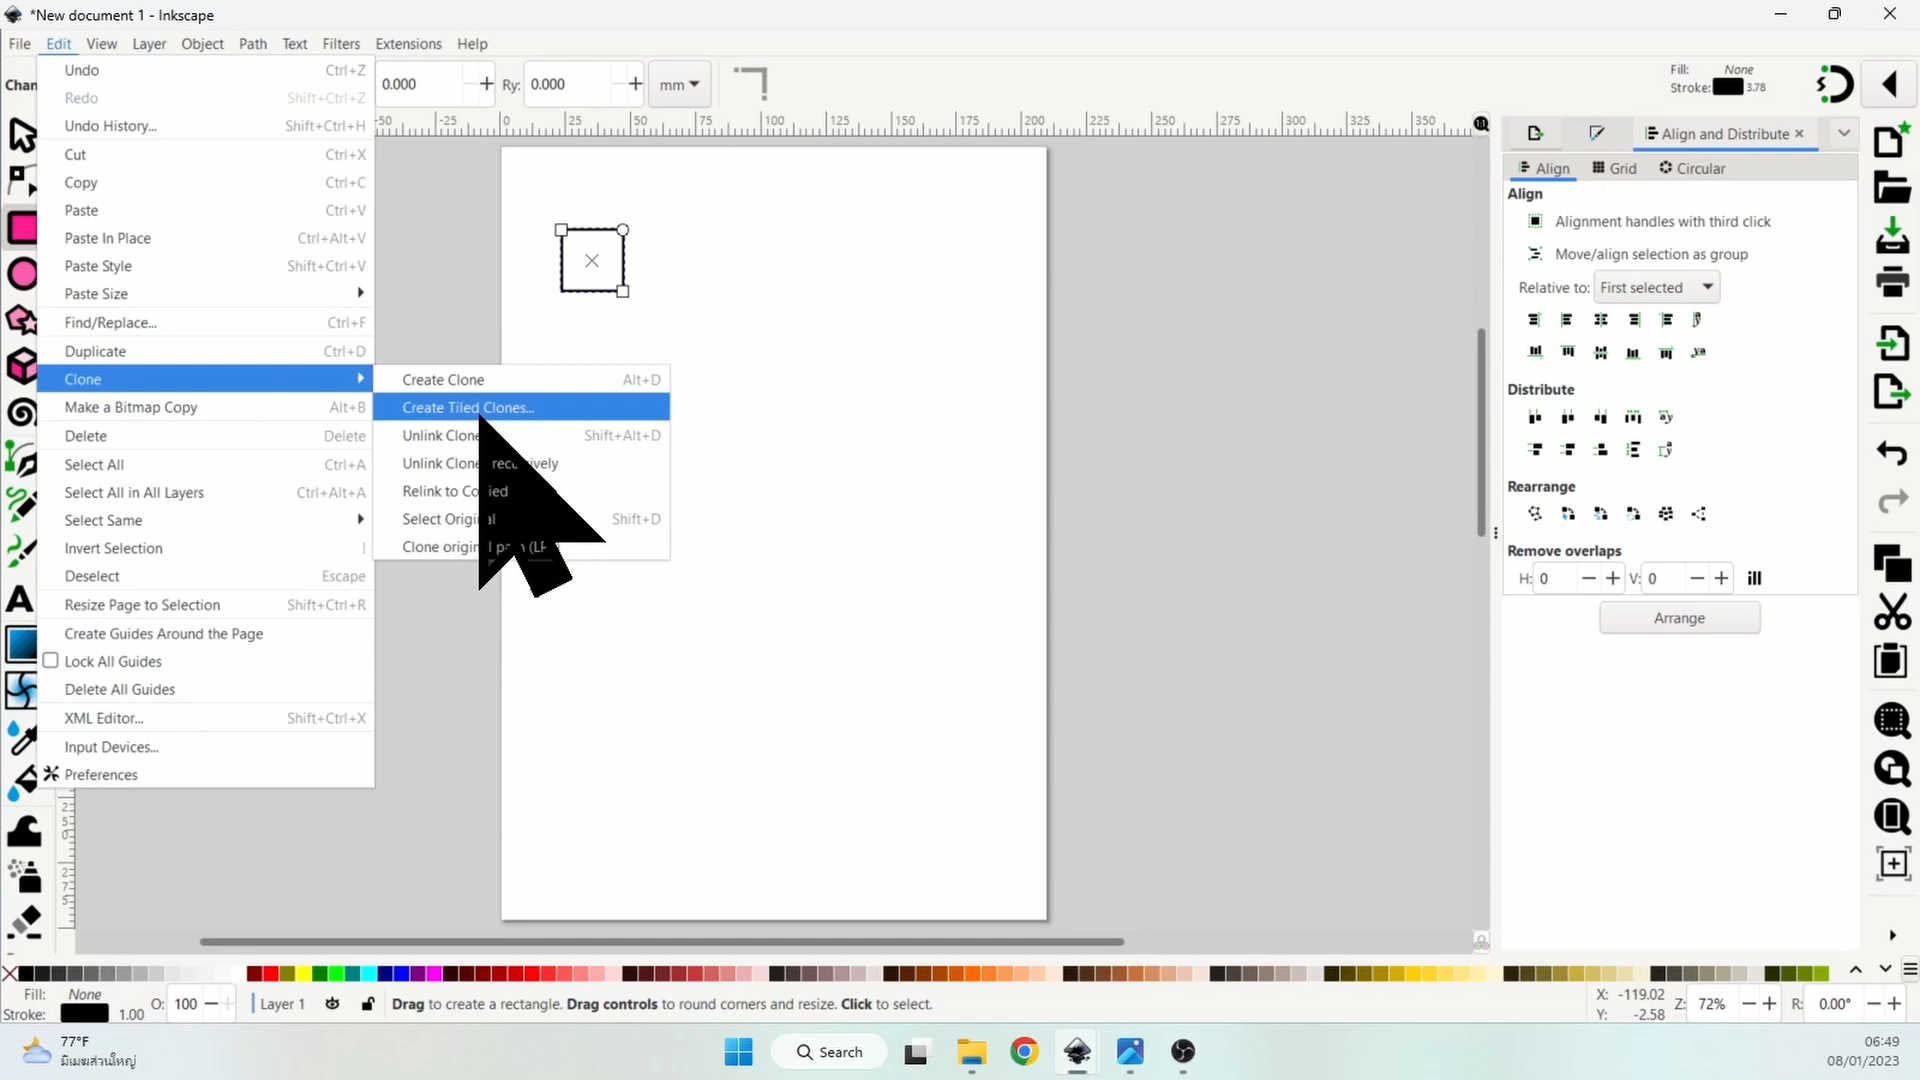 *New document 1 - Inkscape
File Edit View Layer Object Path Text Filters Extensions Help
Undo Ctrl+Z
Redo Shift+Ctrl+Z
Undo History... Shift+Ctrl+H
Cut Ctrl+X
Copy Ctrl+C
Paste Ctrl+V
Paste In Place Ctrl+Alt+V
Paste Style Shift+Ctrl+V
Paste Size
Find/Replace... Ctrl+F
Duplicate Ctrl+D
Clone
Make a Bitmap Copy Alt+B
Delete Delete
Select All Ctrl+A
Select All in All Layers Ctrl+Alt+A
Select Same
Invert Selection !
Deselect Escape
Resize Page to Selection Shift+Ctrl+R
Create Guides Around the Page
Lock All Guides
Delete All Guides
XML Editor... Shift+Ctrl+X
Input Devices...
Preferences
Create Clone Alt+D
Create Tiled Clones...
Unlink Clone Shift+Alt+D
Unlink Clone
Relink to
Select Shift+D
Clone
Chan 0.000 Ry: 0.000 mm
Fill: None
Stroke: 3.78
-50 -25 0 25 50 75 100 125 150 175 200 225 250 275 300 325 350
Align and Distribute
Align Grid Circular
Align
Alignment handles with third click
Move/align selection as group
Relative to: First selected
Distribute
Rearrange
Remove overlaps
H: 0 V: 0
Arrange
250
275
Fill: None
Stroke: 1.00
O: 100
Layer 1
Drag to create a rectangle. Drag controls to round corners and resize. Click to select.
X: -119.02
Y: -2.58
Z: 72%
R: 0.00°
77°F
มีเมฆส่วนใหญ่
Search
06:49
08/01/2023